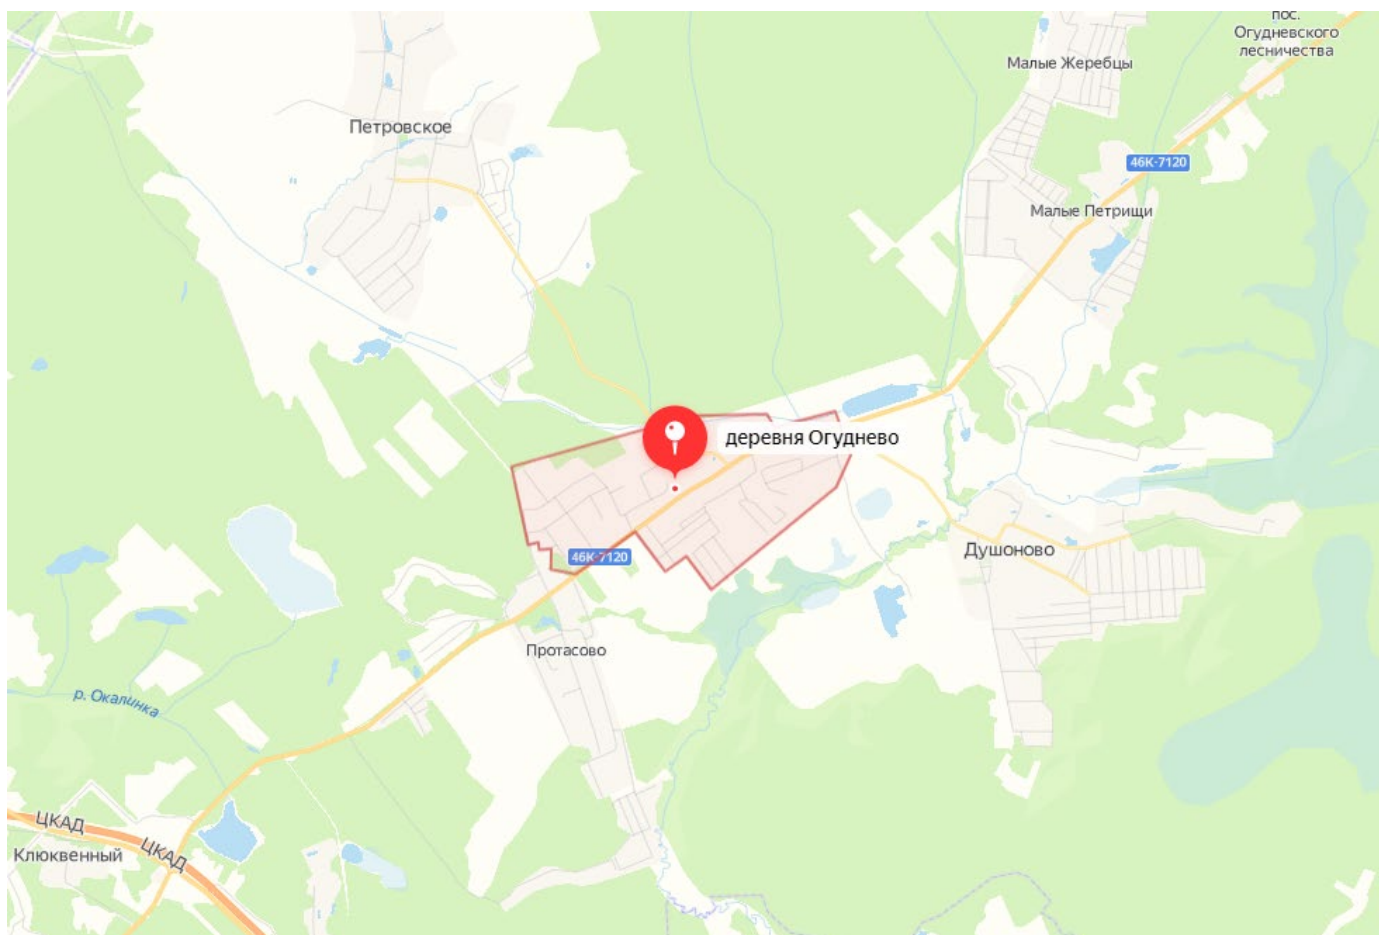 пос.
Огудневского
лесничества
Малые Жеребцы
Петровское
46К-7120
Малые Петрищи
деревня Огуднево
Душоново
46К-7120
Протасово
р. Окалинка
ЦКАД
ЦКАД
Клюквенный